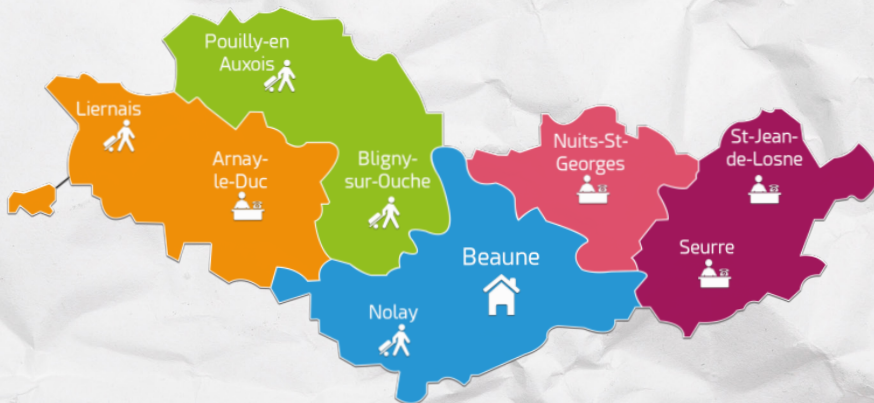 Pouilly-en
Auxois
Liernais
Arnay-
le-Duc
Bligny-
sur-Ouche
Nuits-St-
Georges
St-Jean-
de-Losne
Beaune
Seurre
Nolay